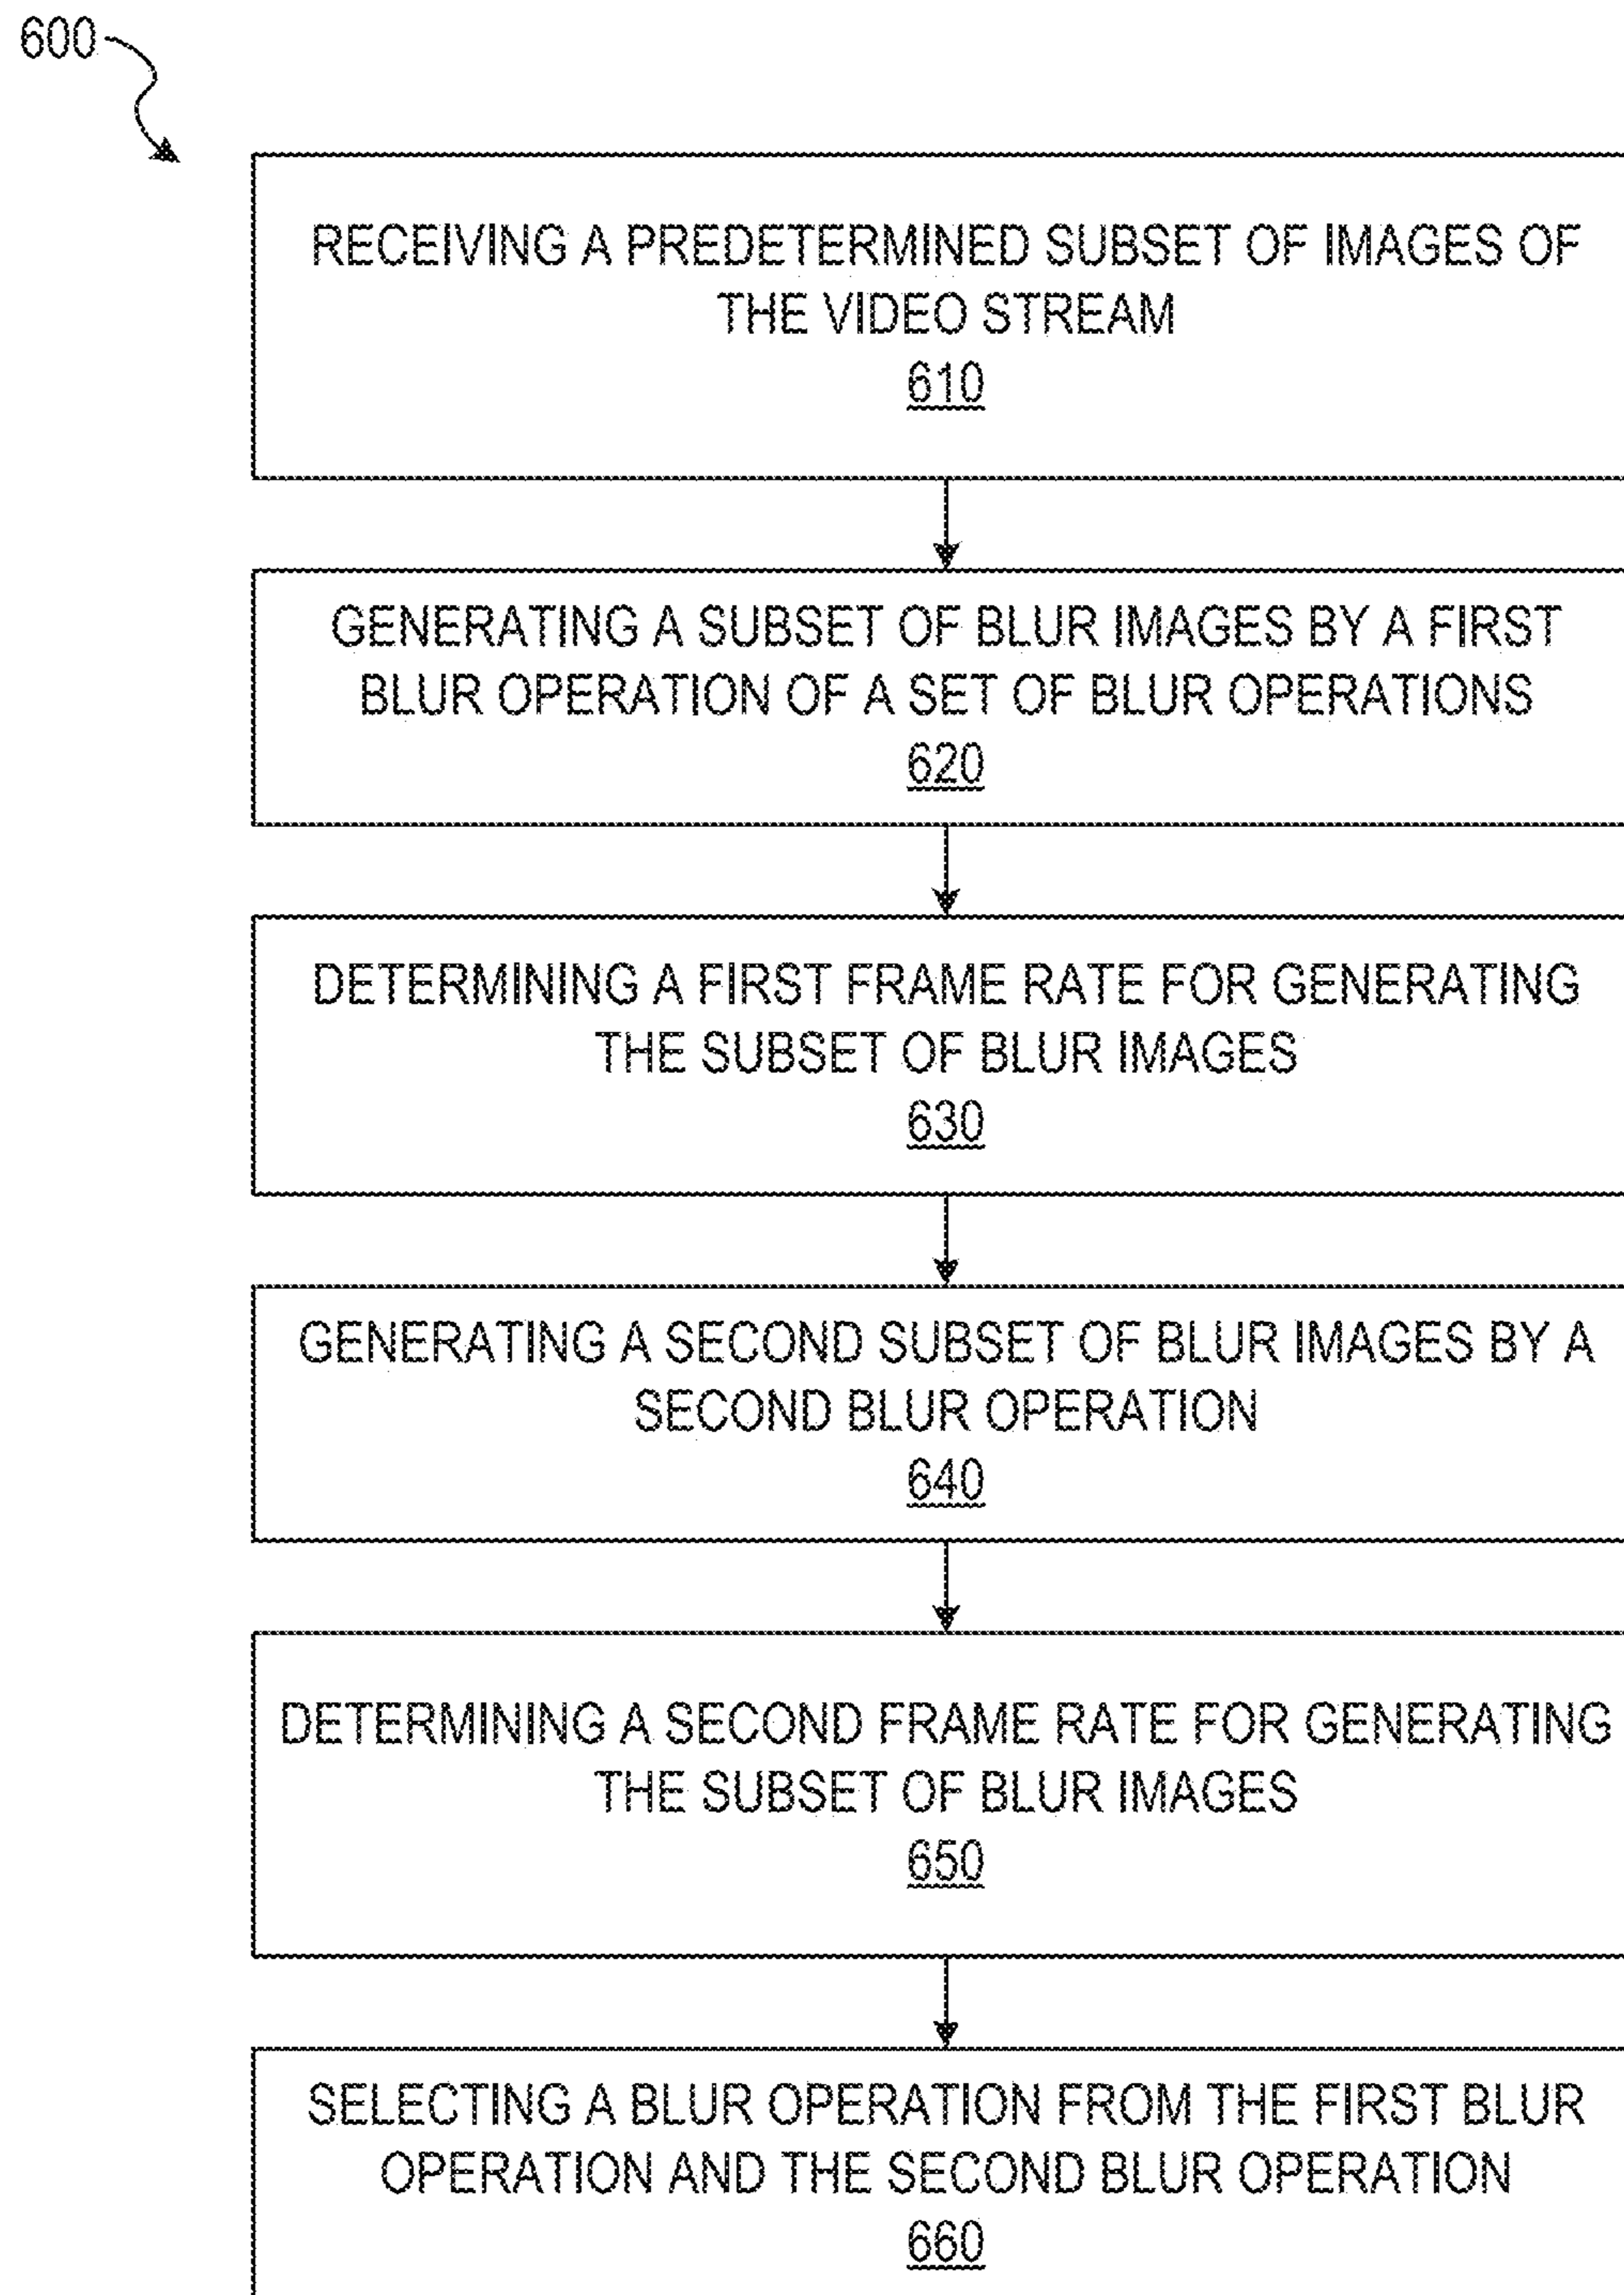 600
RECEIVING A PREDETERMINED SUBSET OF IMAGES OF
THE VIDEO STREAM
610
GENERATING A SUBSET OF BLUR IMAGES BY A FIRST
BLUR OPERATION OF A SET OF BLUR OPERATIONS
620
DETERMINING A FIRST FRAME RATE FOR GENERATING
THE SUBSET OF BLUR IMAGES
630
GENERATING A SECOND SUBSET OF BLUR IMAGES BY A
SECOND BLUR OPERATION
640
DETERMINING A SECOND FRAME RATE FOR GENERATING
THE SUBSET OF BLUR IMAGES
650
SELECTING A BLUR OPERATION FROM THE FIRST BLUR
OPERATION AND THE SECOND BLUR OPERATION
660